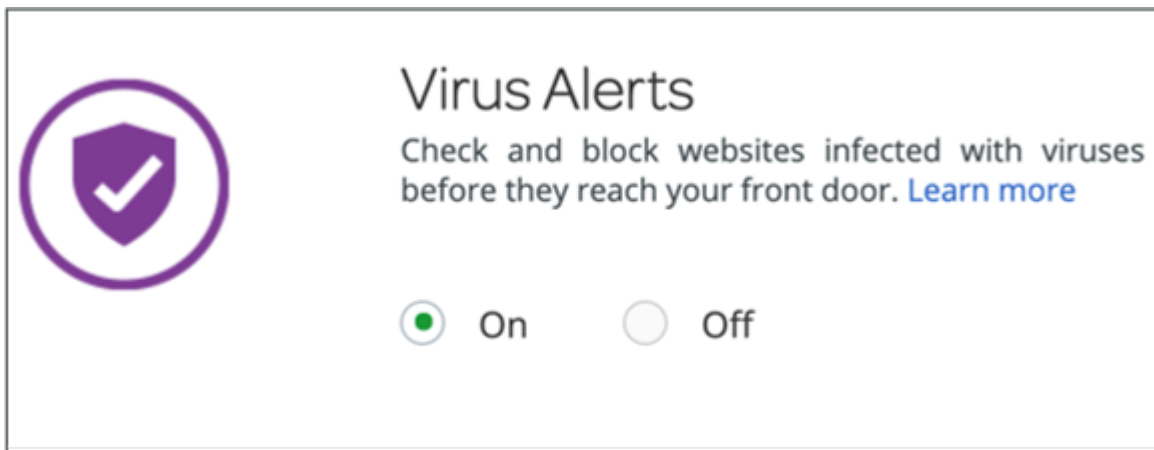 Virus Alerts
Check and block websites infected with viruses
before they reach your front door. Learn more
On Off